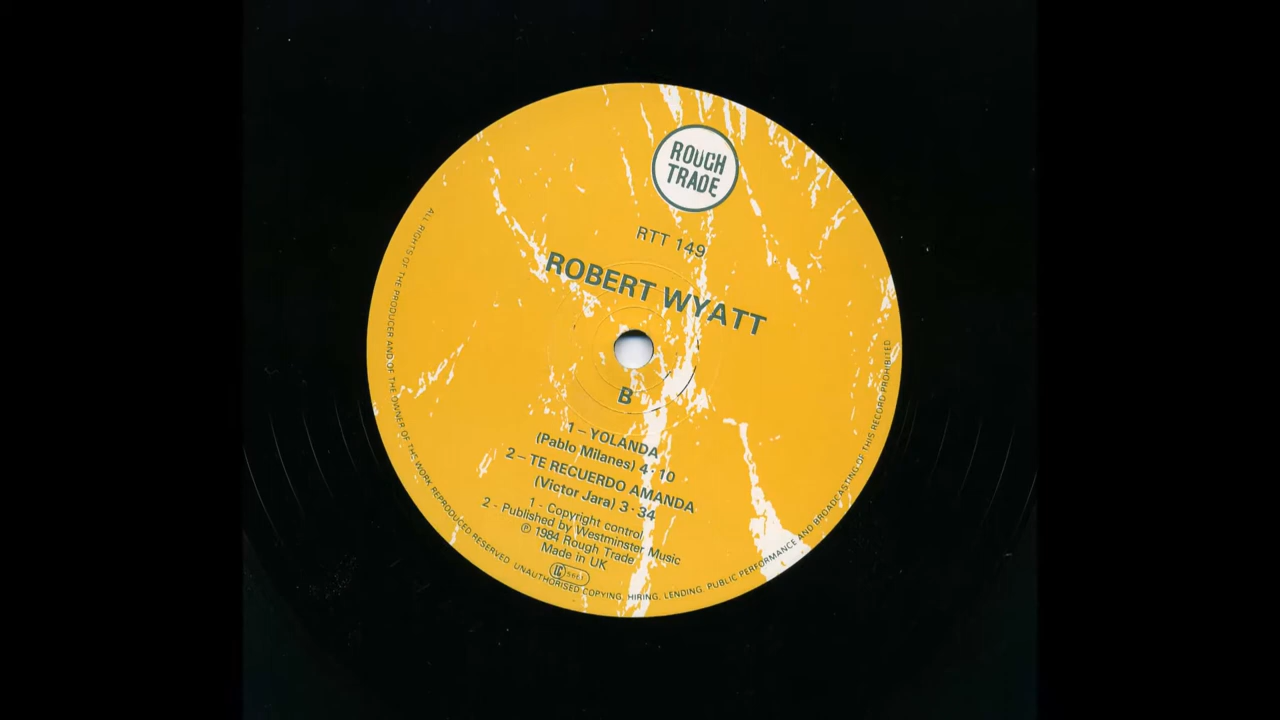 ROUGH
TRADE
RTT 149
ROBERT WYATT
B
1 – YOLANDA
(Pablo Milanes) 4·10
2 – TE RECUERDO AMANDA
(Victor Jara) 3·34
1 - Copyright control
2 - Published by Westminster Music
℗ 1984 Rough Trade
Made in UK
LC
ALL RIGHTS OF THE PRODUCER AND OF THE OWNER OF THE WORK REPRODUCED RESERVED. UNAUTHORISED COPYING, HIRING, LENDING, PUBLIC PERFORMANCE AND BROADCASTING OF THIS RECORD PROHIBITED